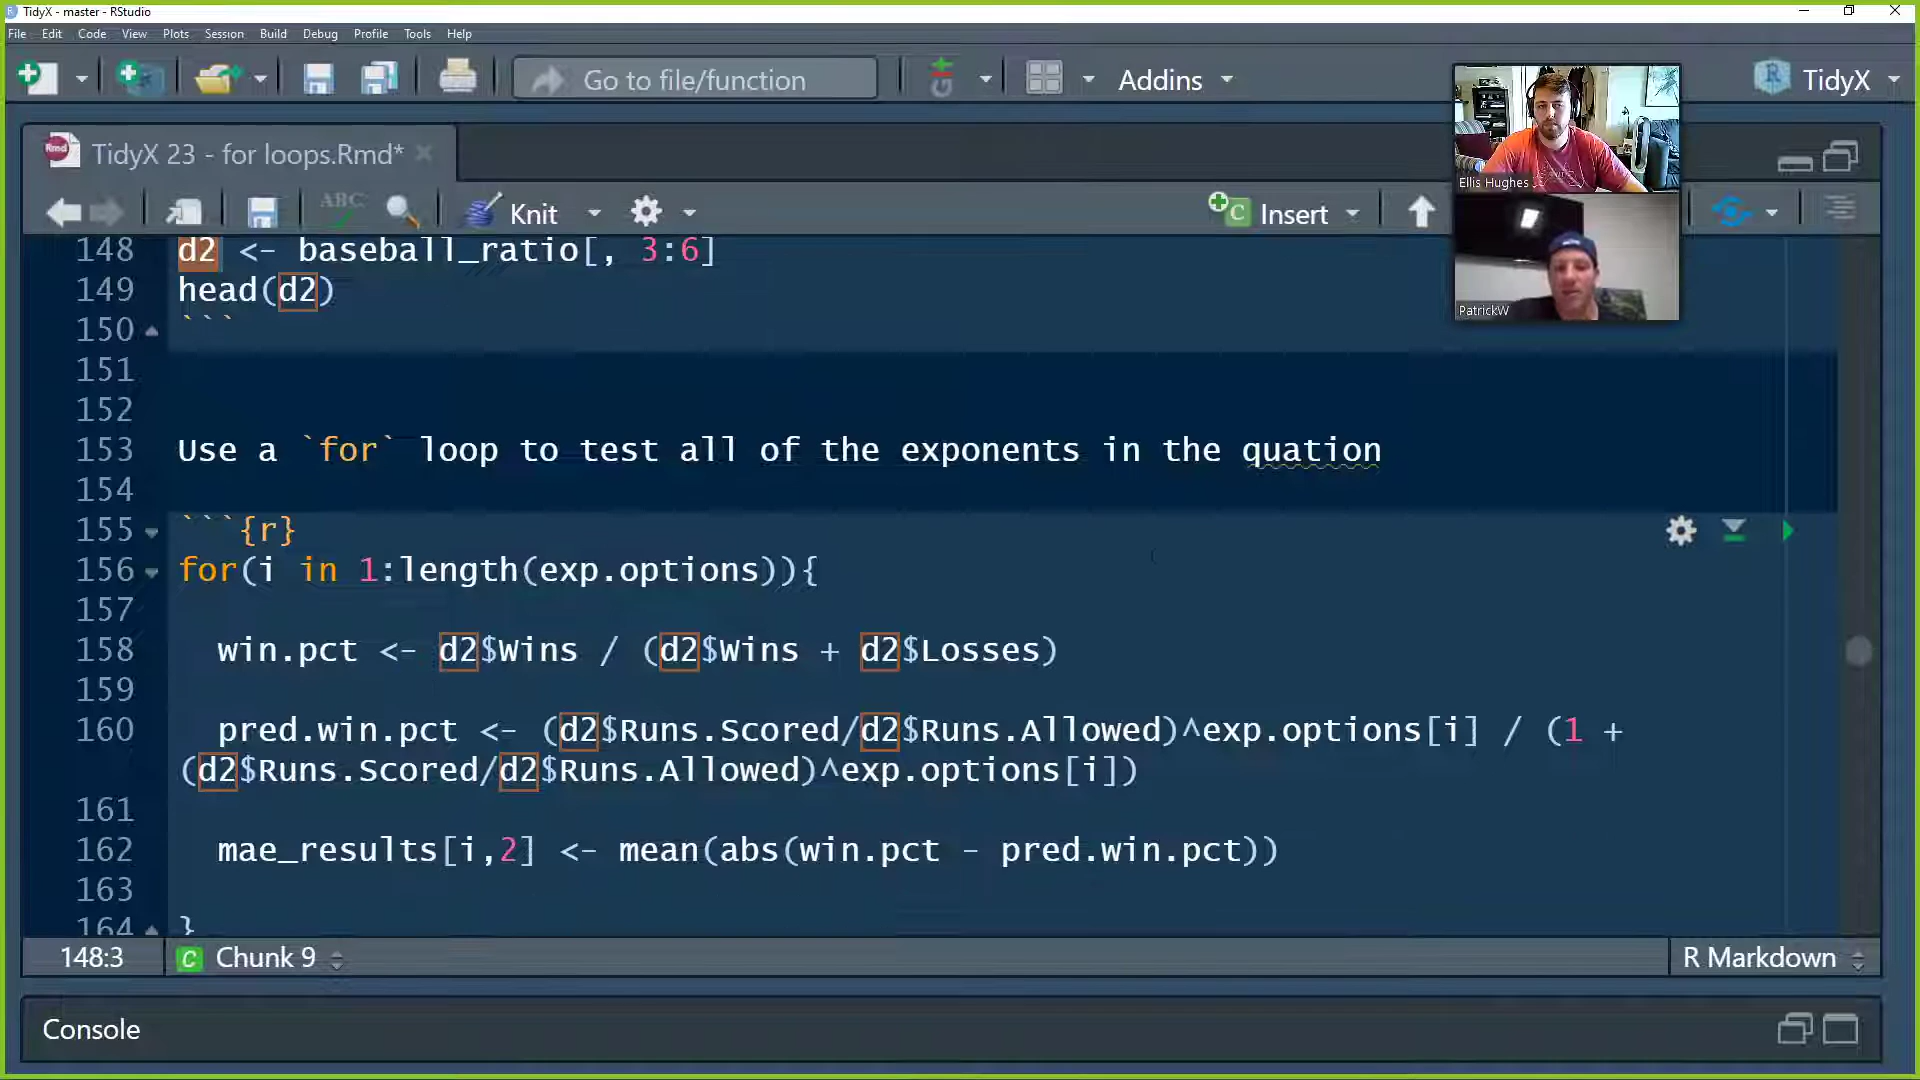 TidyX - master - RStudio
File Edit Code View Plots Session Build Debug Profile Tools Help
Go to file/function Addins TidyX
TidyX 23 - for loops.Rmd*
ABC Knit Insert
Ellis Hughes
PatrickW
148 d2 <- baseball_ratio[, 3:6]
149 head(d2)
150 ```
151
152
153 Use a `for` loop to test all of the exponents in the quation
154
155 ```{r}
156 for(i in 1:length(exp.options)){
157
158 win.pct <- d2$Wins / (d2$Wins + d2$Losses)
159
160 pred.win.pct <- (d2$Runs.Scored/d2$Runs.Allowed)^exp.options[i] / (1 +
(d2$Runs.Scored/d2$Runs.Allowed)^exp.options[i])
161
162 mae_results[i,2] <- mean(abs(win.pct - pred.win.pct))
163
164 }
148:3 C Chunk 9 R Markdown
Console